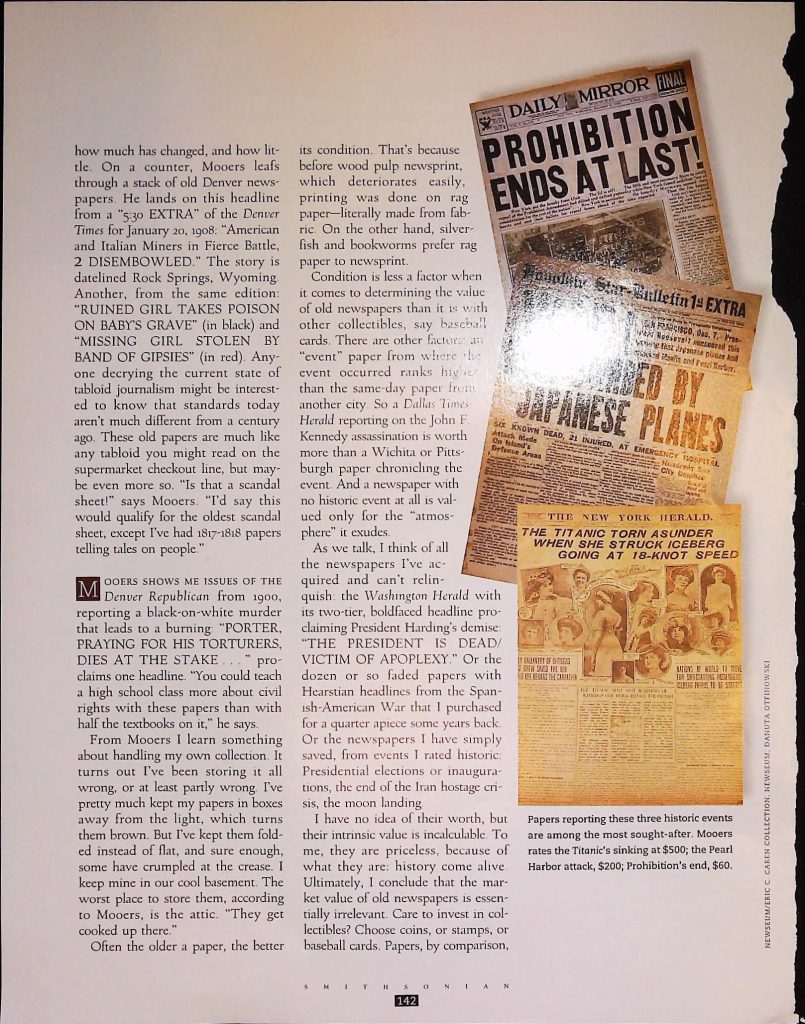 how much has changed, and how lit-
tle. On a counter, Mooers leafs
through a stack of old Denver news-
papers. He lands on this headline
from a “5:30 EXTRA” of the Denver
Times for January 20, 1908: “American
and Italian Miners in Fierce Battle,
2 DISEMBOWLED.” The story is
datelined Rock Springs, Wyoming.
Another, from the same edition:
“RUINED GIRL TAKES POISON
ON BABY'S GRAVE” (in black) and
“MISSING GIRL STOLEN BY
BAND OF GIPSIES” (in red). Any-
one decrying the current state of
tabloid journalism might be interest-
ed to know that standards today
aren't much different from a century
ago. These old papers are much like
any tabloid you might read on the
supermarket checkout line, but may-
be even more so. “Is that a scandal
sheet!” says Mooers. “I'd say this
would qualify for the oldest scandal
sheet, except I've had 1817-1818 papers
telling tales on people.”
MOOERS SHOWS ME ISSUES OF THE
Denver Republican from 1900,
reporting a black-on-white murder
that leads to a burning: “PORTER,
PRAYING FOR HIS TORTURERS,
DIES AT THE STAKE . . . ” pro-
claims one headline. “You could teach
a high school class more about civil
rights with these papers than with
half the textbooks on it,” he says.
From Mooers I learn something
about handling my own collection. It
turns out I've been storing it all
wrong, or at least partly wrong. I've
pretty much kept my papers in boxes
away from the light, which turns
them brown. But I've kept them fold-
ed instead of flat, and sure enough,
some have crumpled at the crease. I
keep mine in our cool basement. The
worst place to store them, according
to Mooers, is the attic. “They get
cooked up there.”
Often the older a paper, the better
its condition. That's because
before wood pulp newsprint,
which deteriorates easily,
printing was done on rag
paper—literally made from fab-
ric. On the other hand, silver-
fish and bookworms prefer rag
paper to newsprint.
Condition is less a factor when
it comes to determining the value
of old newspapers than it is with
other collectibles, say baseball
cards. There are other factors: an
“event” paper from where the
event occurred ranks higher
than the same-day paper from
another city. So a Dallas Times
Herald reporting on the John F.
Kennedy assassination is worth
more than a Wichita or Pitts-
burgh paper chronicling the
event. And a newspaper with
no historic event at all is val-
ued only for the “atmos-
phere” it exudes.
As we talk, I think of all
the newspapers I've ac-
quired and can't relin-
quish: the Washington Herald with
its two-tier, boldfaced headline pro-
claiming President Harding's demise:
“THE PRESIDENT IS DEAD/
VICTIM OF APOPLEXY.” Or the
dozen or so faded papers with
Hearstian headlines from the Span-
ish-American War that I purchased
for a quarter apiece some years back.
Or the newspapers I have simply
saved, from events I rated historic:
Presidential elections or inaugura-
tions, the end of the Iran hostage cri-
sis, the moon landing.
I have no idea of their worth, but
their intrinsic value is incalculable. To
me, they are priceless, because of
what they are: history come alive.
Ultimately, I conclude that the mar-
ket value of old newspapers is essen-
tially irrelevant. Care to invest in col-
lectibles? Choose coins, or stamps, or
baseball cards. Papers, by comparison,
DAILY MIRROR FINAL
PROHIBITION
ENDS AT LAST!
Honolulu Star-Bulletin 1st EXTRA
BY
JAPANESE PLANES
SIX KNOWN DEAD, 21 INJURED, AT EMERGENCY HOSPITAL
Attack Made
On Island's
Defense Areas
THE NEW YORK HERALD.
THE TITANIC TORN ASUNDER
WHEN SHE STRUCK ICEBERG
GOING AT 18-KNOT SPEED
Papers reporting these three historic events
are among the most sought-after. Mooers
rates the Titanic's sinking at $500; the Pearl
Harbor attack, $200; Prohibition's end, $60.
NEWSEUM/ERIC C. CAREN COLLECTION, NEWSEUM; DANUTA OTFINOWSKI
SMITHSONIAN
142